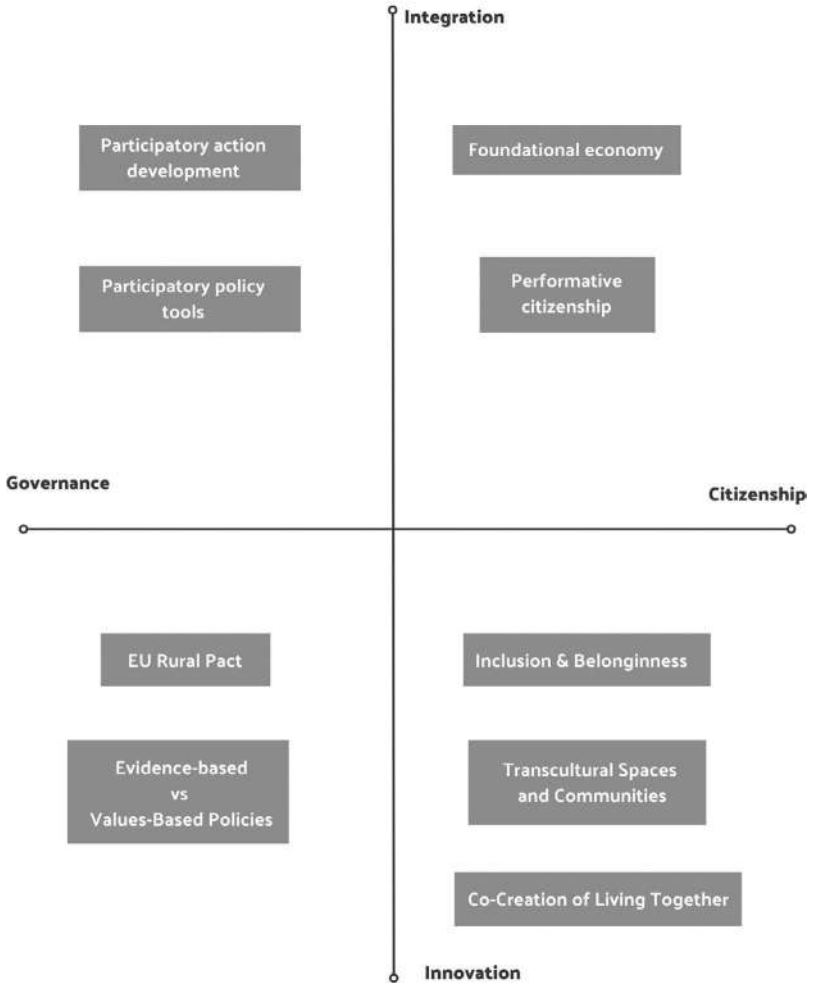 Integration
Participatory action
development
Foundational economy
Participatory policy
tools
Performative
citizenship
Governance
Citizenship
EU Rural Pact
Inclusion & Belonginness
Evidence-based
vs
Values-Based Policies
Transcultural Spaces
and Communities
Co-Creation of Living Together
Innovation